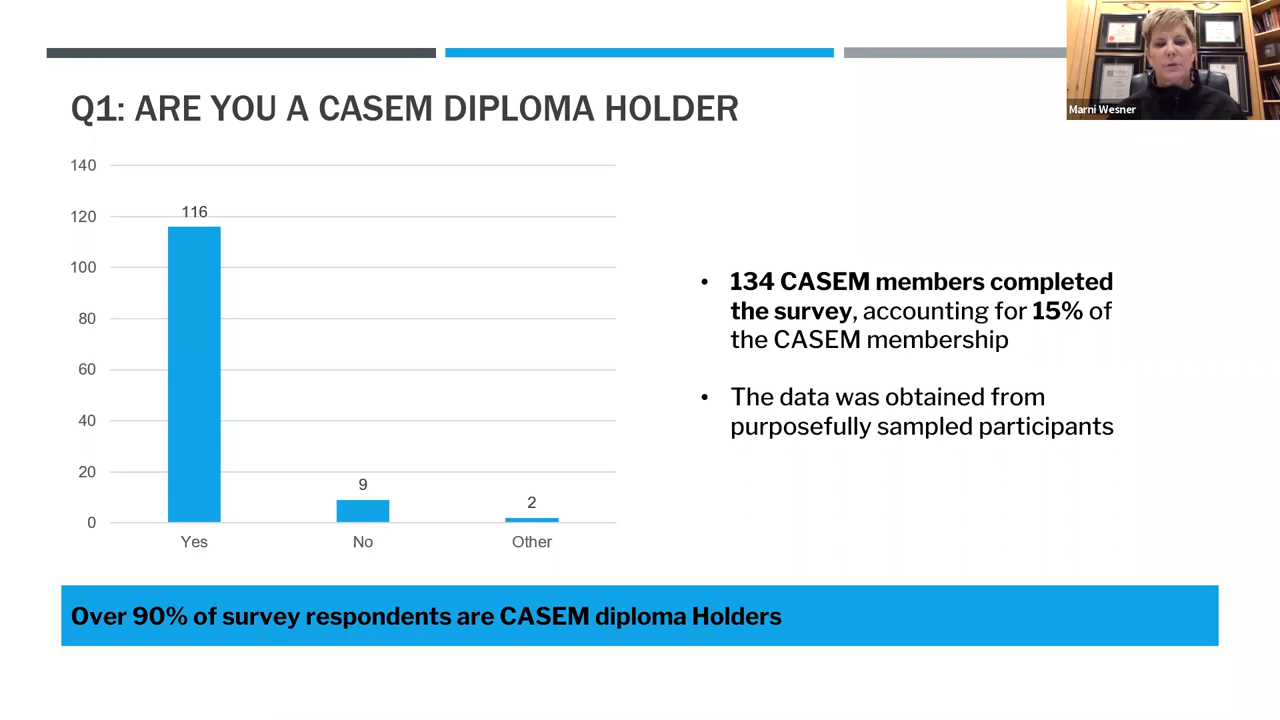 Marni Wesner
Q1: ARE YOU A CASEM DIPLOMA HOLDER
140
120
100
80
60
40
20
0
116
9
2
Yes
No
Other
• 134 CASEM members completed
the survey, accounting for 15% of
the CASEM membership
• The data was obtained from
purposefully sampled participants
Over 90% of survey respondents are CASEM diploma Holders